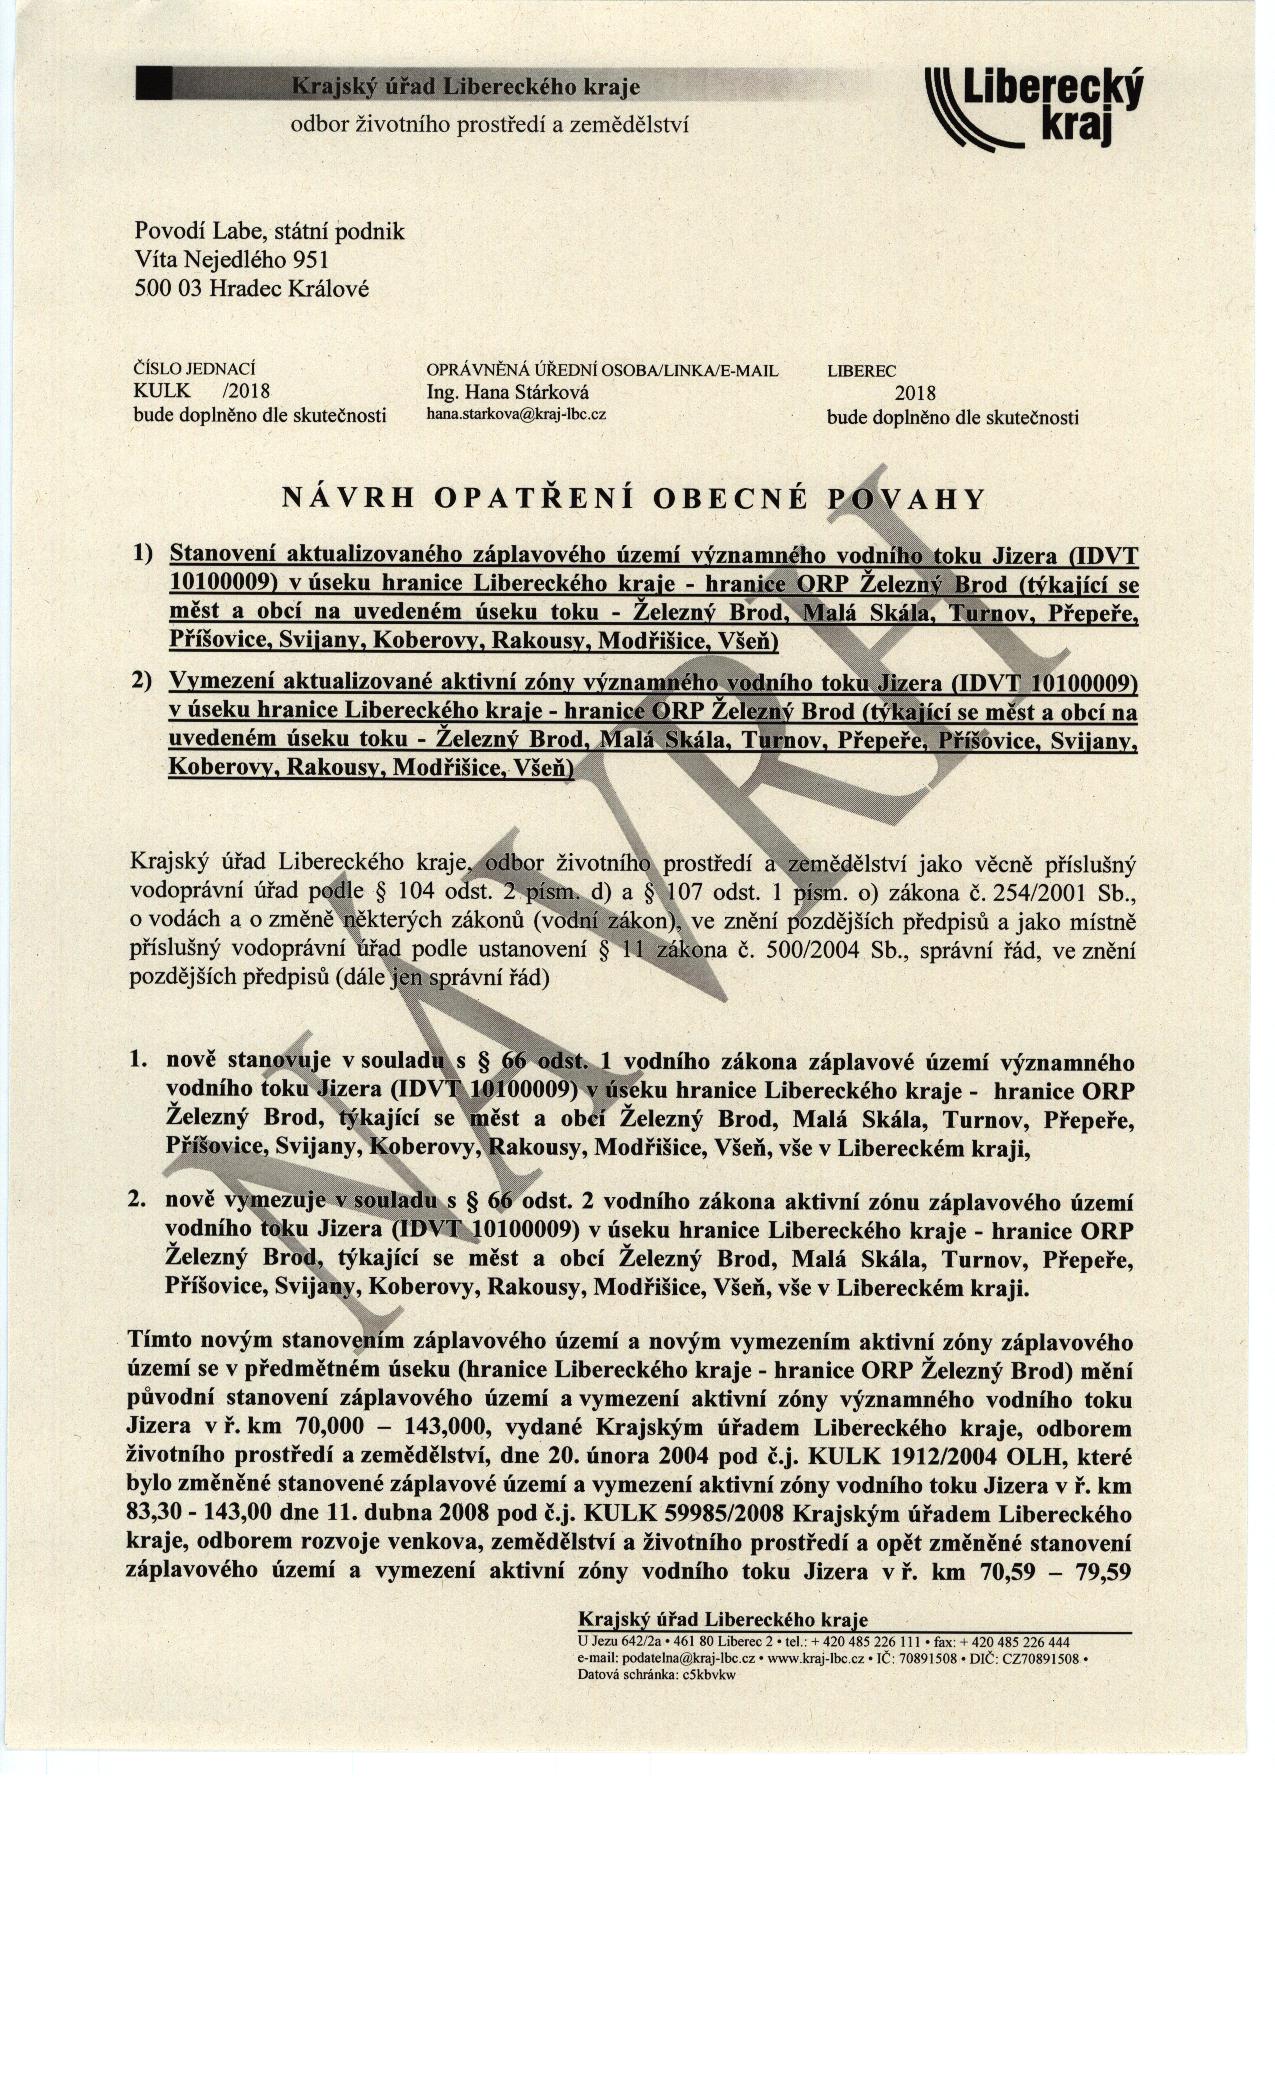 Krajský úřad Libereckého kraje
odbor životního prostředí a zemědělství
Liberecký
kraj
Povodí Labe, státní podnik
Víta Nejedlého 951
500 03 Hradec Králové
ČÍSLO JEDNACÍ OPRÁVNĚNÁ ÚŘEDNÍ OSOBA/LINKA/E-MAIL LIBEREC
KULK /2018 Ing. Hana Stárková 2018
bude doplněno dle skutečnosti hana.starkova@kraj-lbc.cz bude doplněno dle skutečnosti
NÁVRH OPATŘENÍ OBECNÉ POVAHY
1) Stanovení aktualizovaného záplavového území významného vodního toku Jizera (IDVT
10100009) v úseku hranice Libereckého kraje - hranice ORP Železný Brod (týkající se
měst a obcí na uvedeném úseku toku - Železný Brod, Malá Skála, Turnov, Přepeře,
Příšovice, Svijany, Koberovy, Rakousy, Modřišice, Všeň)
2) Vymezení aktualizované aktivní zóny významného vodního toku Jizera (IDVT 10100009)
v úseku hranice Libereckého kraje - hranice ORP Železný Brod (týkající se měst a obcí na
uvedeném úseku toku - Železný Brod, Malá Skála, Turnov, Přepeře, Příšovice, Svijany,
Koberovy, Rakousy, Modřišice, Všeň)
NÁVRH
Krajský úřad Libereckého kraje, odbor životního prostředí a zemědělství jako věcně příslušný
vodoprávní úřad podle § 104 odst. 2 písm. d) a § 107 odst. 1 písm. o) zákona č. 254/2001 Sb.,
o vodách a o změně některých zákonů (vodní zákon), ve znění pozdějších předpisů a jako místně
příslušný vodoprávní úřad podle ustanovení § 11 zákona č. 500/2004 Sb., správní řád, ve znění
pozdějších předpisů (dále jen správní řád)
1. nově stanovuje v souladu s § 66 odst. 1 vodního zákona záplavové území významného
vodního toku Jizera (IDVT 10100009) v úseku hranice Libereckého kraje - hranice ORP
Železný Brod, týkající se měst a obcí Železný Brod, Malá Skála, Turnov, Přepeře,
Příšovice, Svijany, Koberovy, Rakousy, Modřišice, Všeň, vše v Libereckém kraji,
2. nově vymezuje v souladu s § 66 odst. 2 vodního zákona aktivní zónu záplavového území
vodního toku Jizera (IDVT 10100009) v úseku hranice Libereckého kraje - hranice ORP
Železný Brod, týkající se měst a obcí Železný Brod, Malá Skála, Turnov, Přepeře,
Příšovice, Svijany, Koberovy, Rakousy, Modřišice, Všeň, vše v Libereckém kraji.
Tímto novým stanovením záplavového území a novým vymezením aktivní zóny záplavového
území se v předmětném úseku (hranice Libereckého kraje - hranice ORP Železný Brod) mění
původní stanovení záplavového území a vymezení aktivní zóny významného vodního toku
Jizera v ř. km 70,000 – 143,000, vydané Krajským úřadem Libereckého kraje, odborem
životního prostředí a zemědělství, dne 20. února 2004 pod č.j. KULK 1912/2004 OLH, které
bylo změněné stanovené záplavové území a vymezení aktivní zóny vodního toku Jizera v ř. km
83,30 - 143,00 dne 11. dubna 2008 pod č.j. KULK 59985/2008 Krajským úřadem Libereckého
kraje, odborem rozvoje venkova, zemědělství a životního prostředí a opět změněné stanovení
záplavového území a vymezení aktivní zóny vodního toku Jizera v ř. km 70,59 – 79,59
Krajský úřad Libereckého kraje
U Jezu 642/2a • 461 80 Liberec 2 • tel.: + 420 485 226 111 • fax: + 420 485 226 444
e-mail: podatelna@kraj-lbc.cz • www.kraj-lbc.cz • IČ: 70891508 • DIČ: CZ70891508 •
Datová schránka: c5kbvkw